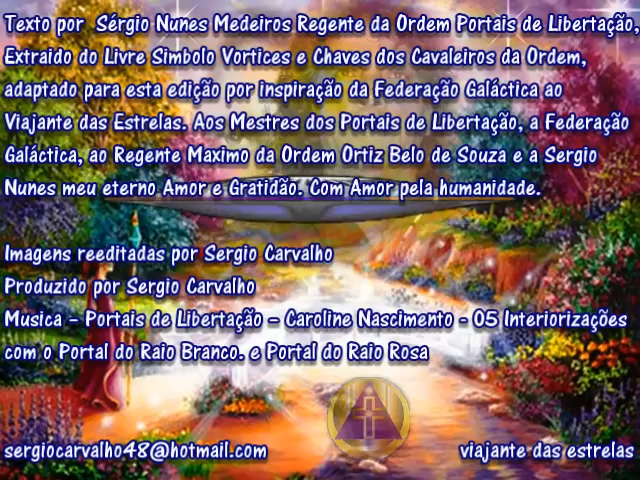 Texto por Sérgio Nunes Medeiros Regente da Ordem Portais de Libertação,
Extraido do Livre Simbolo Vortices e Chaves dos Cavaleiros da Ordem,
adaptado para esta edição por inspiração da Federação Galáctica ao
Viajante das Estrelas. Aos Mestres dos Portais de Libertação, a Federação
Galáctica, ao Regente Maximo da Ordem Ortiz Belo de Souza e a Sergio
Nunes meu eterno Amor e Gratidão. Com Amor pela humanidade.
Imagens reeditadas por Sergio Carvalho
Produzido por Sergio Carvalho
Musica - Portais de Libertação - Caroline Nascimento - 05 Interiorizações
com o Portal do Raio Branco. e Portal do Raio Rosa
sergiocarvalho48@hotmail.com
viajante das estrelas